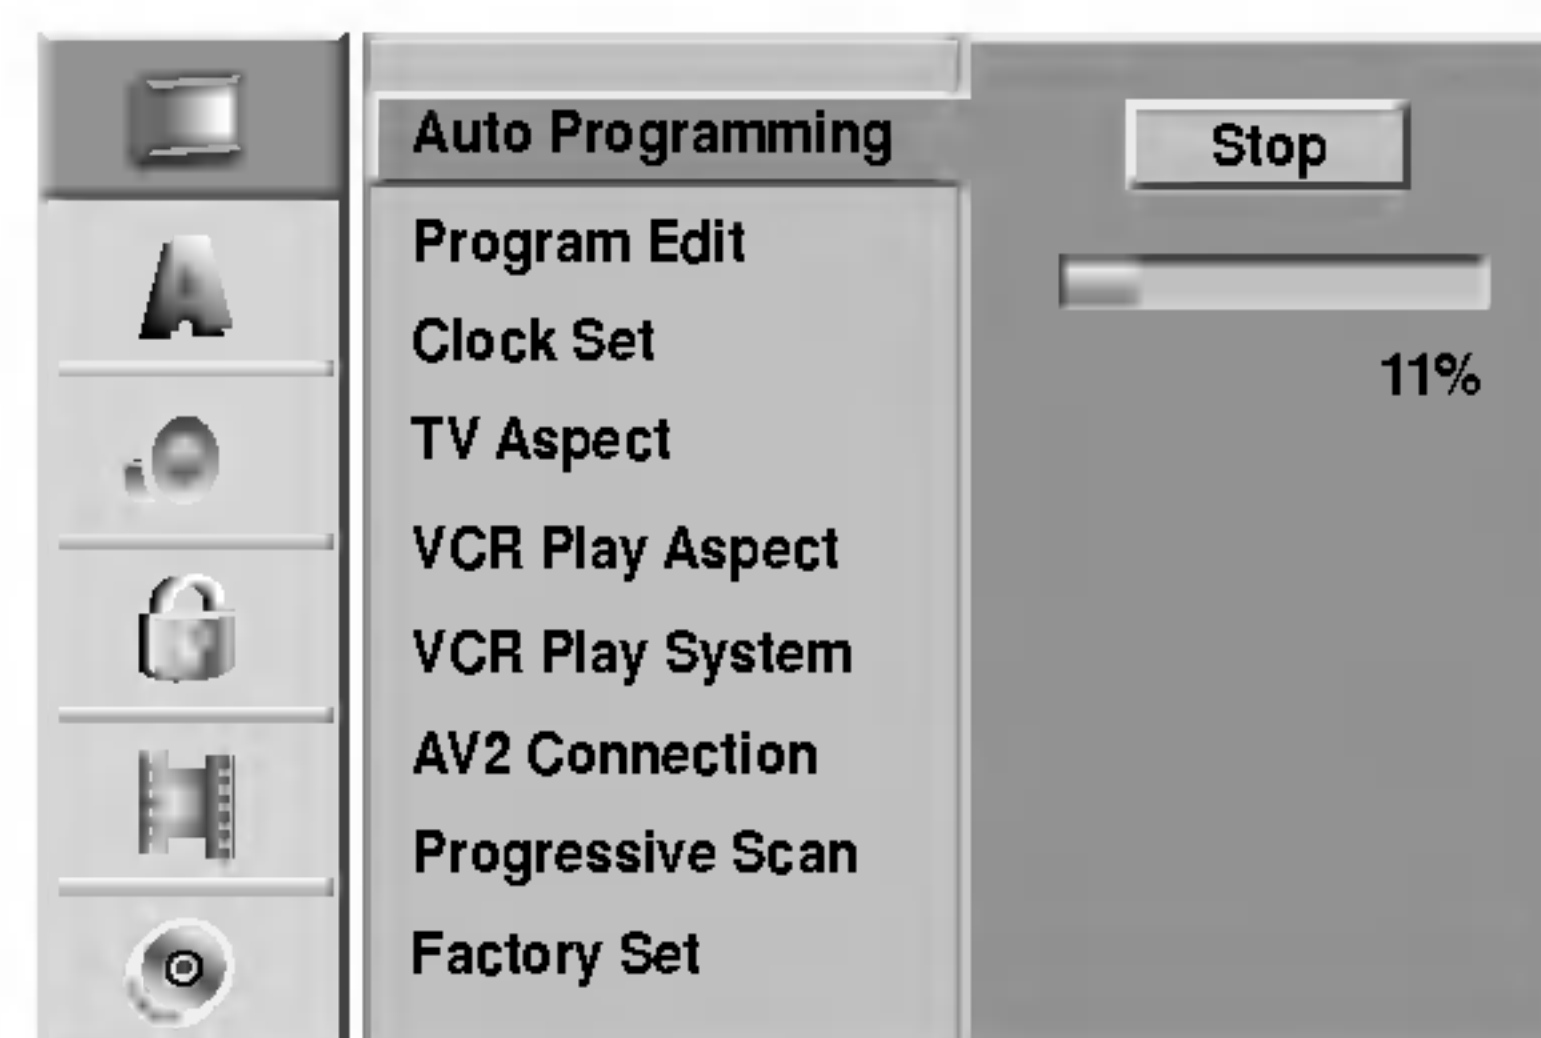 Auto Programming
Stop
Program Edit
Clock Set
11%
TV Aspect
VCR Play Aspect
VCR Play System
AV2 Connection
Progressive Scan
Factory Set